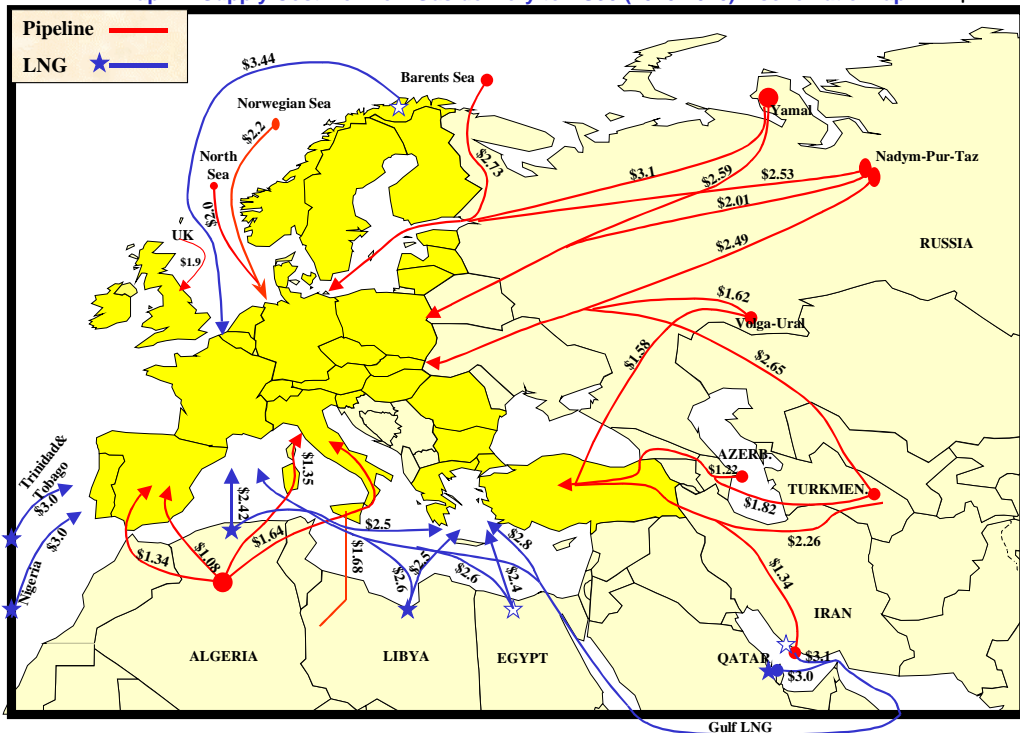 Pipeline
LNG
$3.44
Barents Sea
Norwegian Sea
$2.2
North
Sea
$2.0
UK
$1.9
$2.73
Yamal
$3.1
$2.59
Nadym-Pur-Taz
$2.53
$2.01
$2.49
RUSSIA
$1.62
Volga-Ural
$1.58
$2.65
AZERB.
$1.22
TURKMEN.
$1.82
$2.26
Trinidad&
Tobago
$3.0
$3.0
Nigeria
$2.42
$1.35
$1.34
$1.08
$1.64
$2.5
$1.68
$2.6
$2.5
$2.6
$2.4
$2.8
$1.34
IRAN
ALGERIA
LIBYA
EGYPT
QATAR
$3.1
$3.0
Gulf LNG